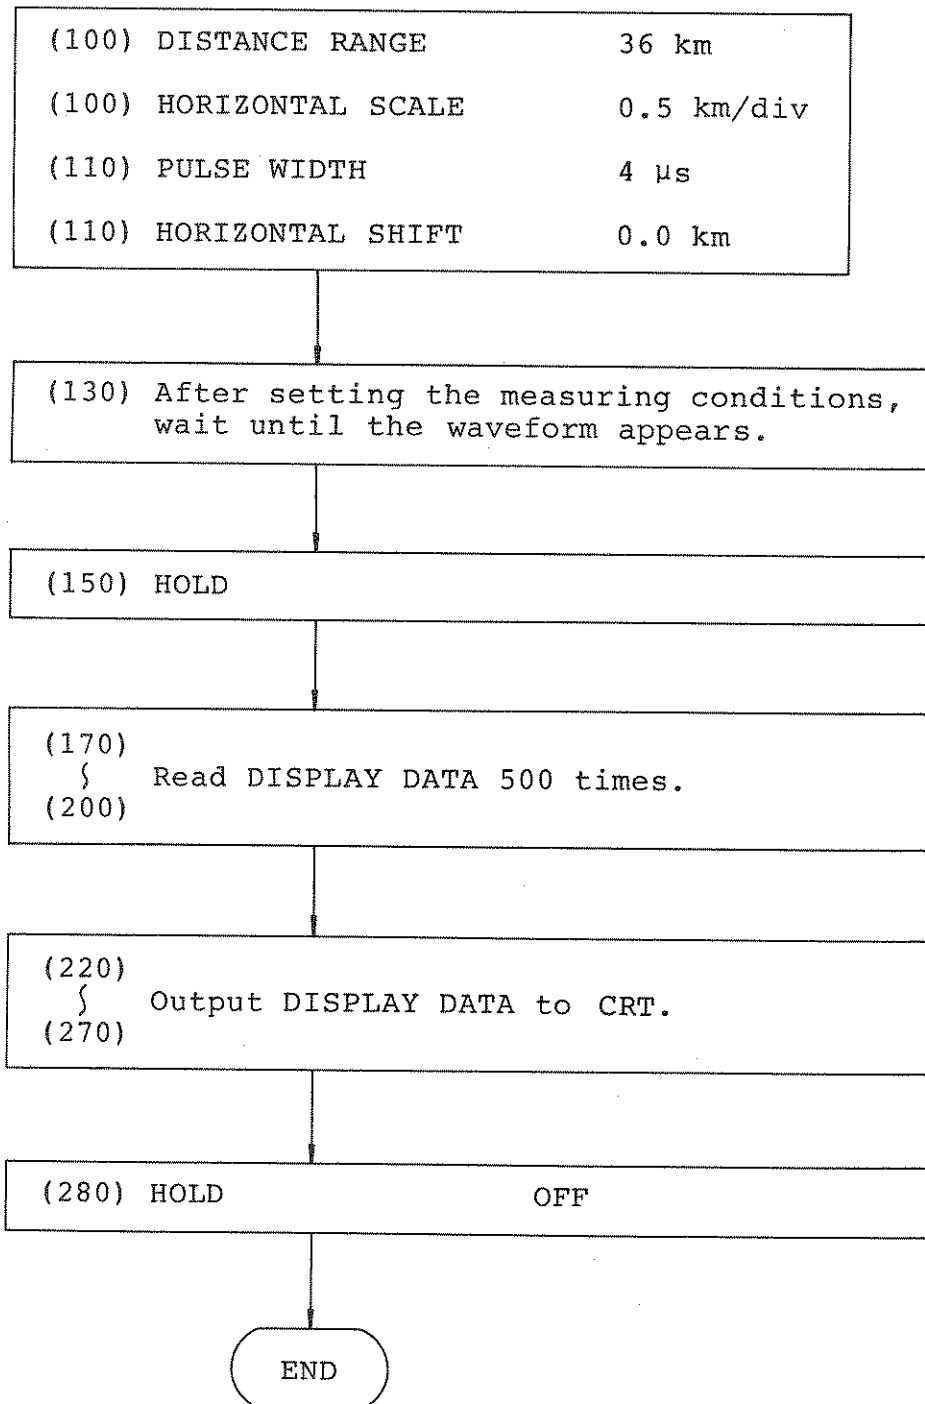 (100) DISTANCE RANGE 36 km
(100) HORIZONTAL SCALE 0.5 km/div
(110) PULSE WIDTH 4 µs
(110) HORIZONTAL SHIFT 0.0 km
(130) After setting the measuring conditions,
wait until the waveform appears.
(150) HOLD
(170)
∫ Read DISPLAY DATA 500 times.
(200)
(220)
∫ Output DISPLAY DATA to CRT.
(270)
(280) HOLD OFF
END